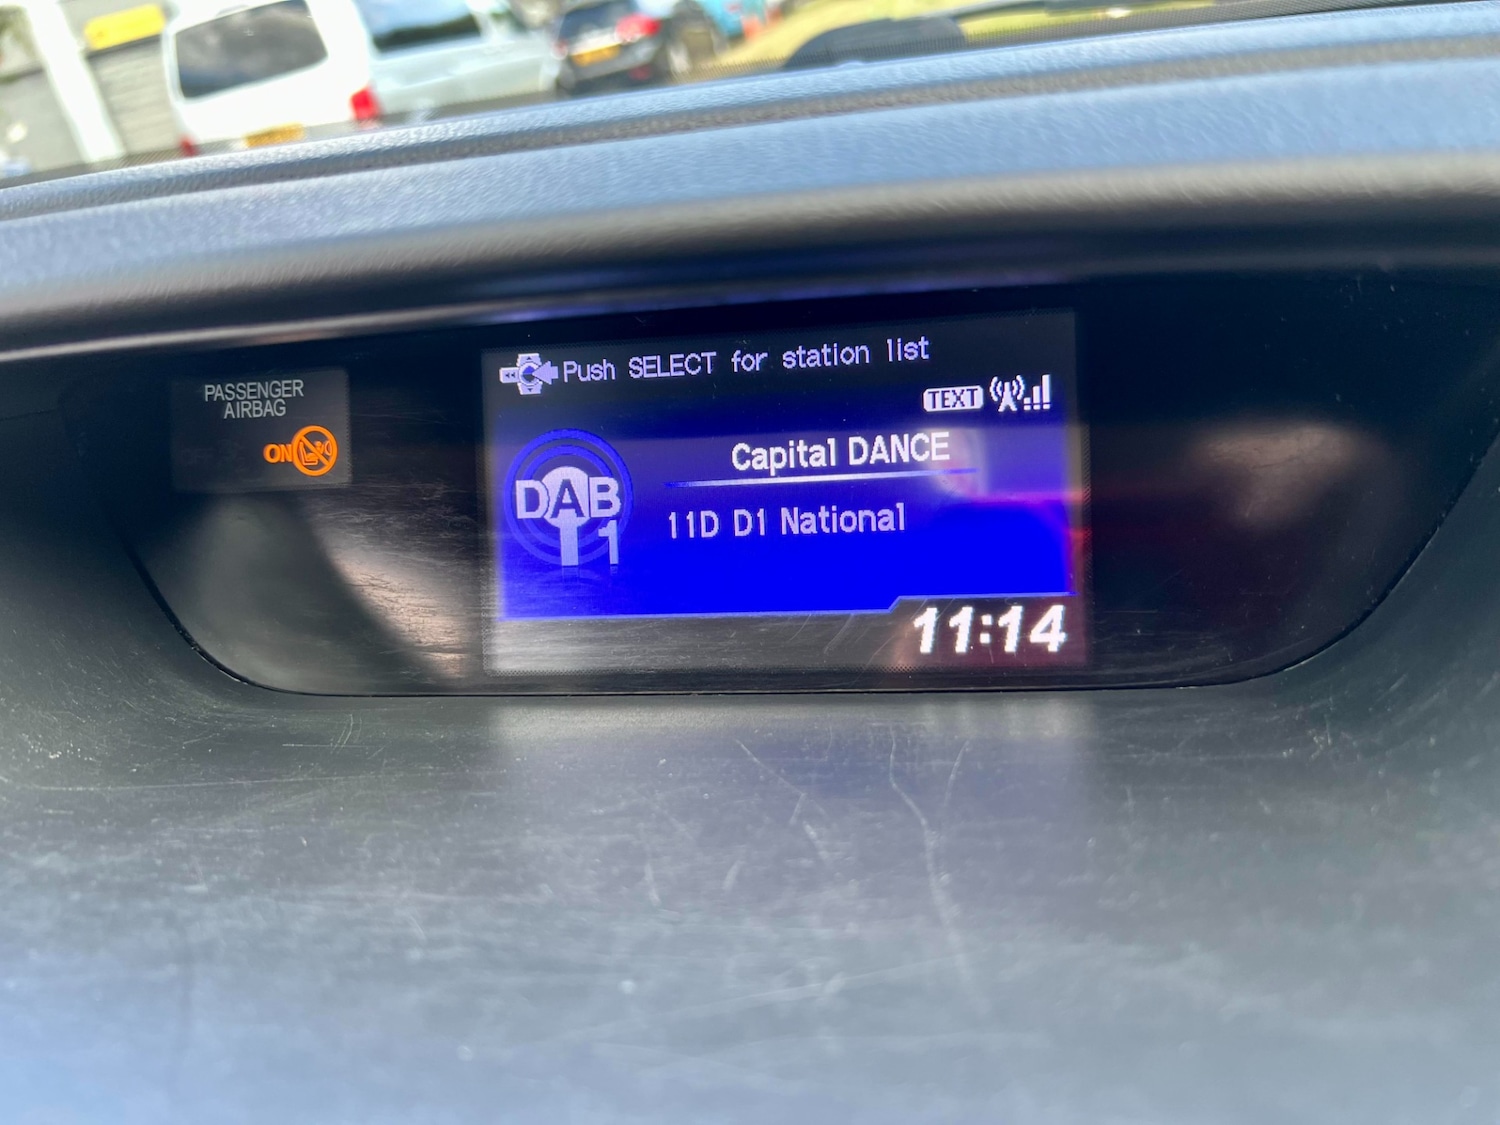 Push SELECT for station list
TEXT
PASSENGER
AIRBAG
ON
Capital DANCE
DAB
1
11D D1 National
11:14